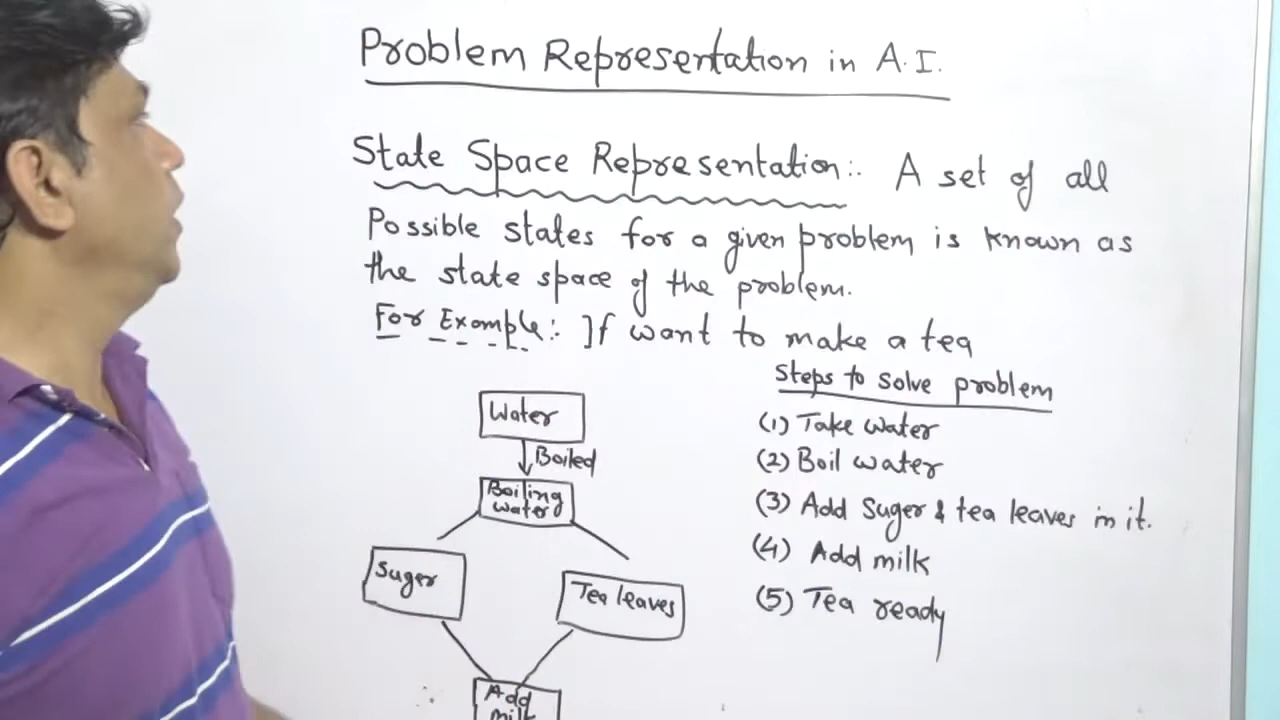 Problem Representation in A.I.
State Space Representation:. A set of all
Possible states for a given problem is known as
the state space of the problem.
For Example:. If want to make a tea
Steps to solve problem
(1) Take water
(2) Boil water
(3) Add Suger & tea leaves in it.
(4) Add milk
(5) Tea ready
Water
Boiled
Boiling
water
Suger
Tea leaves
Add
milk